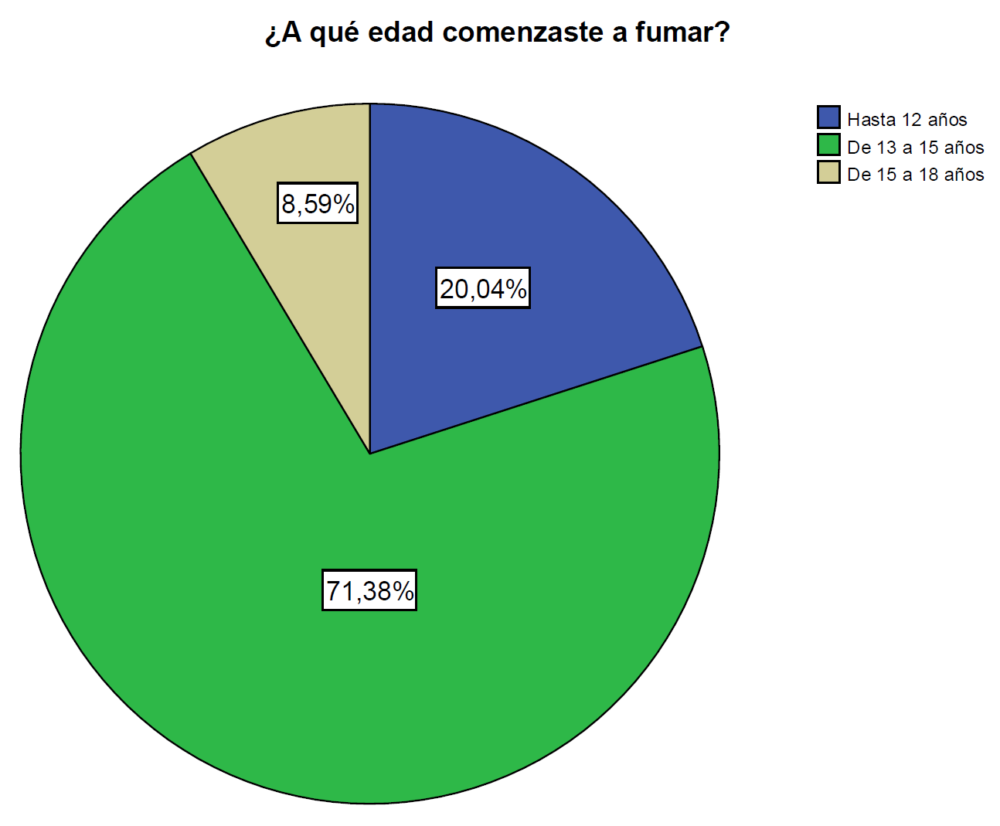 ¿A qué edad comenzaste a fumar?
Hasta 12 años
De 13 a 15 años
De 15 a 18 años
8,59%
20,04%
71,38%